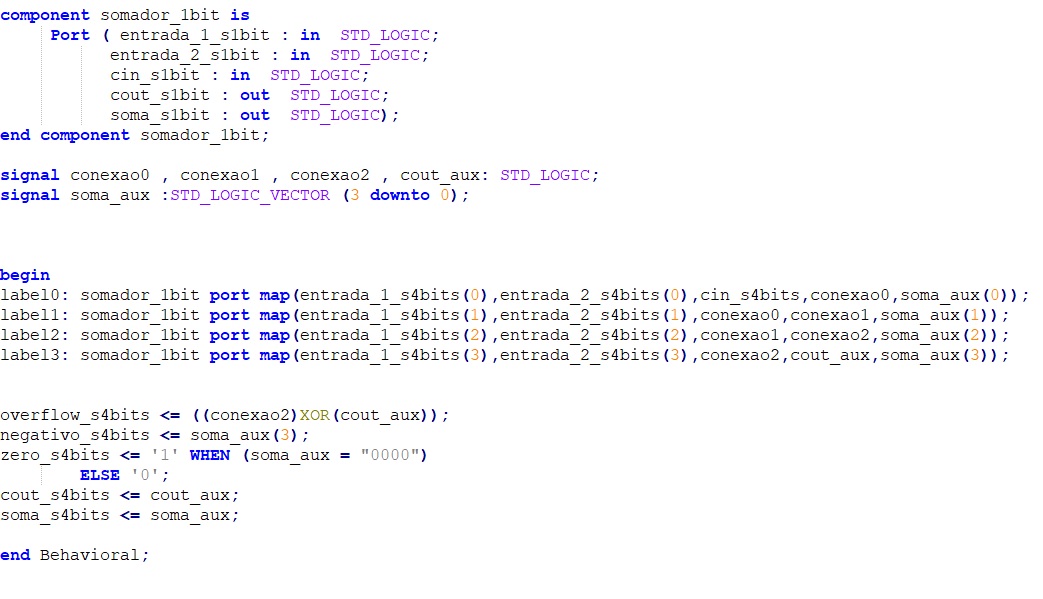 component somador_1bit is
Port ( entrada_1_s1bit : in  STD_LOGIC;
entrada_2_s1bit : in  STD_LOGIC;
cin_s1bit : in  STD_LOGIC;
cout_s1bit : out  STD_LOGIC;
soma_s1bit : out  STD_LOGIC);
end component somador_1bit;
signal conexao0 , conexao1 , conexao2 , cout_aux: STD_LOGIC;
signal soma_aux :STD_LOGIC_VECTOR (3 downto 0);
begin
label0: somador_1bit port map(entrada_1_s4bits(0),entrada_2_s4bits(0),cin_s4bits,conexao0,soma_aux(0));
label1: somador_1bit port map(entrada_1_s4bits(1),entrada_2_s4bits(1),conexao0,conexao1,soma_aux(1));
label2: somador_1bit port map(entrada_1_s4bits(2),entrada_2_s4bits(2),conexao1,conexao2,soma_aux(2));
label3: somador_1bit port map(entrada_1_s4bits(3),entrada_2_s4bits(3),conexao2,cout_aux,soma_aux(3));
overflow_s4bits <= ((conexao2)XOR(cout_aux));
negativo_s4bits <= soma_aux(3);
zero_s4bits <= '1' WHEN (soma_aux = "0000")
ELSE '0';
cout_s4bits <= cout_aux;
soma_s4bits <= soma_aux;
end Behavioral;